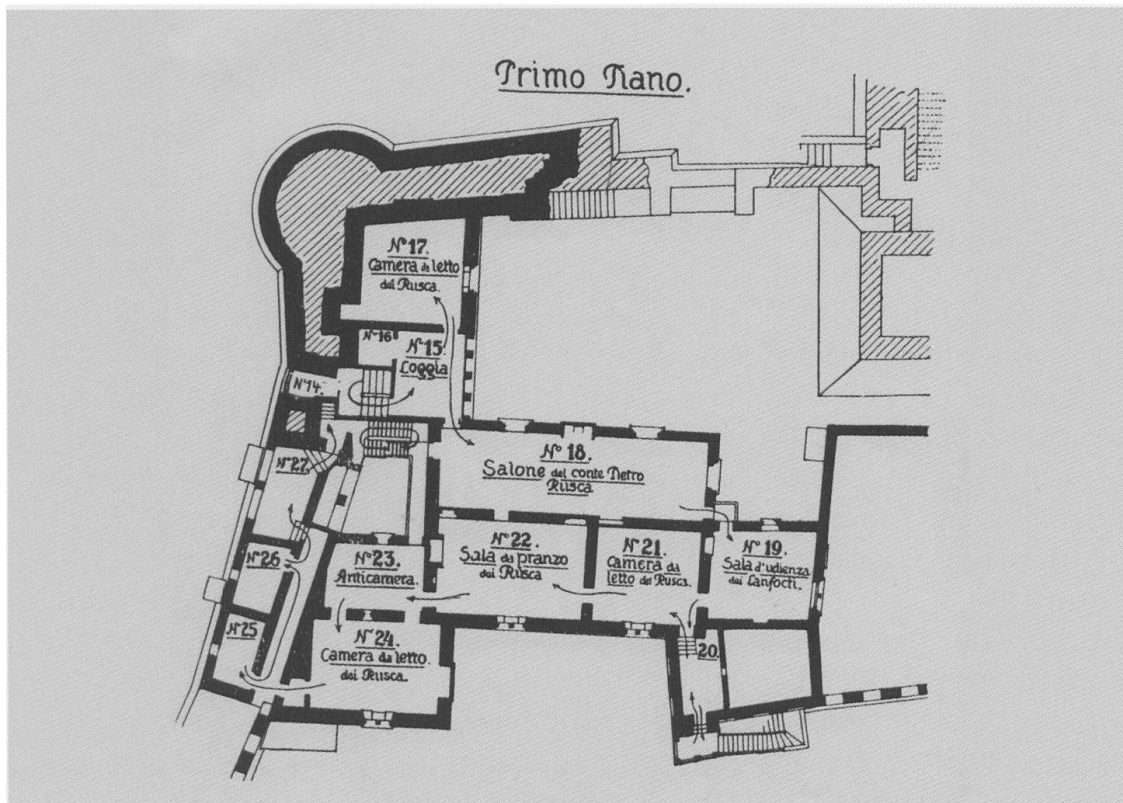 Primo Piano.
No 17.
Camera da letto
dei Rusca.
No 16
No 15.
Loggia
No 14.
No 18.
Salone del conte Pietro
Rusca
No 27.
No 22.
Sala da pranzo
dei Rusca
No 21.
Camera da
letto dei Rusca.
No 19.
Sala d'udienza
dei Lanfocti.
No 26
No 23.
Anticamera.
No 25
No 24.
Camera da letto.
dei Rusca.
20.